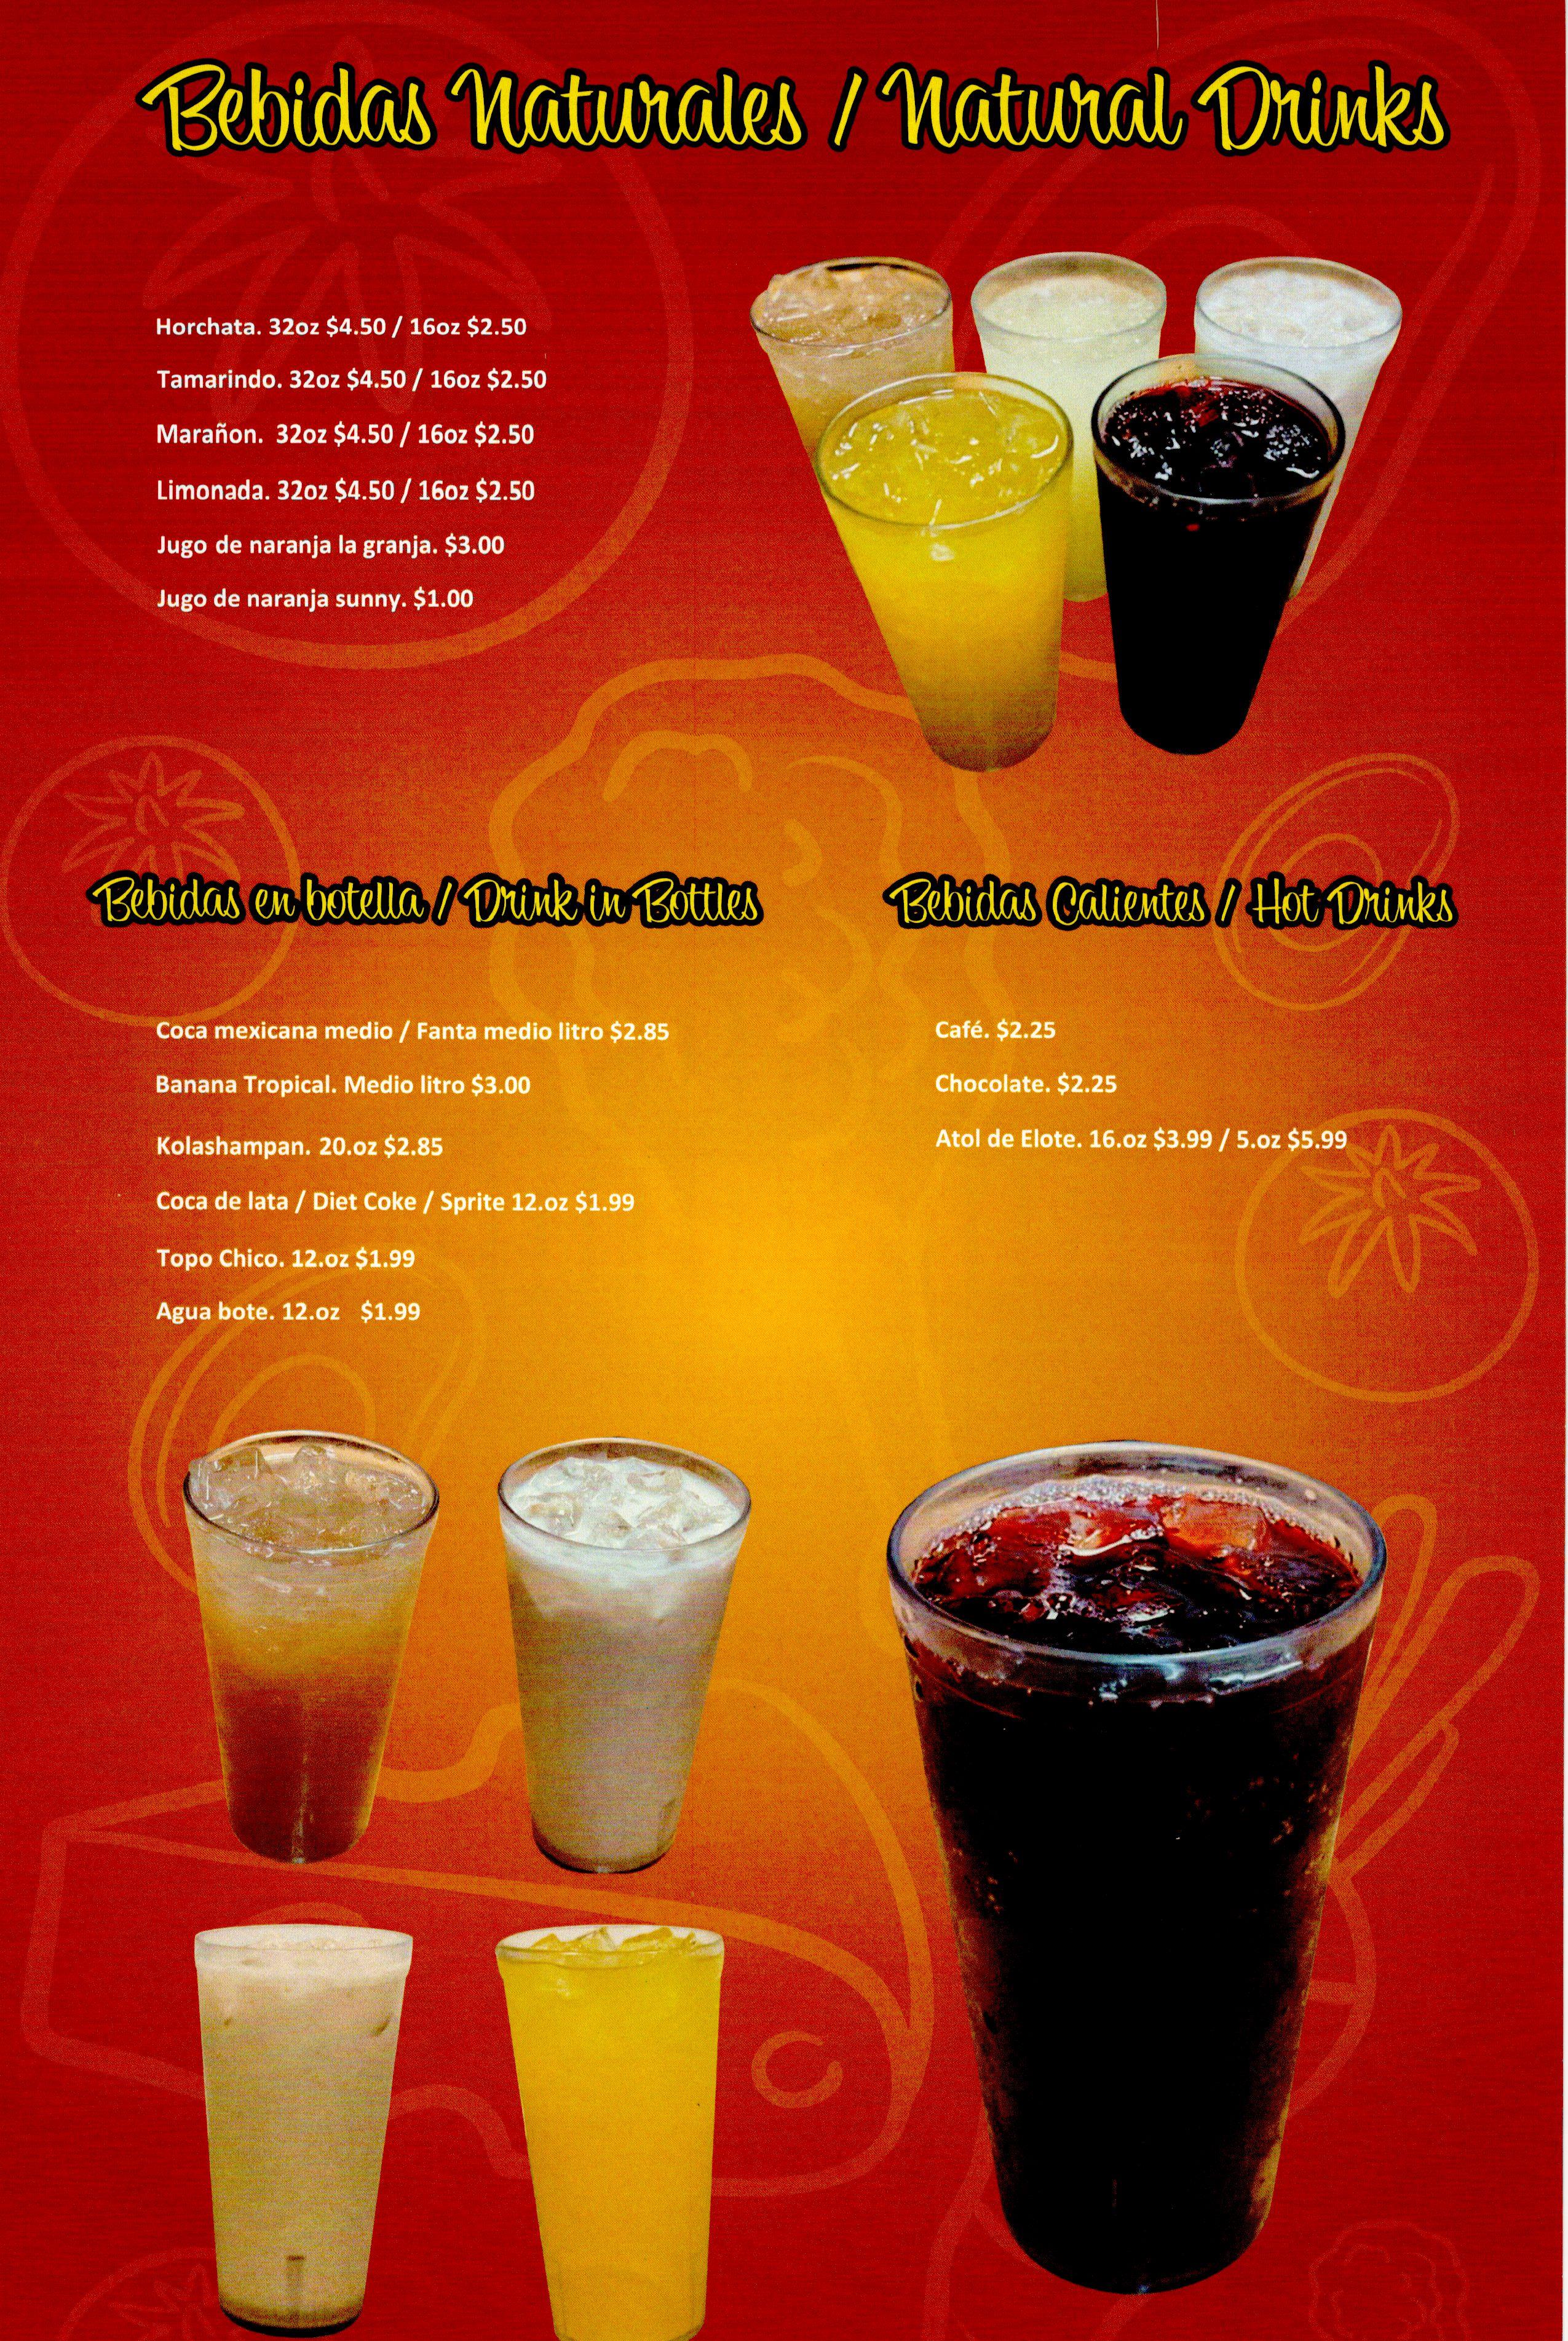 Bebidas Naturales / Natural Drinks
Horchata. 32oz $4.50 / 16oz $2.50
Tamarindo. 32oz $4.50 / 16oz $2.50
Marañon. 32oz $4.50 / 16oz $2.50
Limonada. 32oz $4.50 / 16oz $2.50
Jugo de naranja la granja. $3.00
Jugo de naranja sunny. $1.00
Bebidas en botella / Drink in Bottles
Coca mexicana medio / Fanta medio litro $2.85
Banana Tropical. Medio litro $3.00
Kolashampan. 20.oz $2.85
Coca de lata / Diet Coke / Sprite 12.oz $1.99
Topo Chico. 12.oz $1.99
Agua bote. 12.oz $1.99
Bebidas Calientes / Hot Drinks
Café. $2.25
Chocolate. $2.25
Atol de Elote. 16.oz $3.99 / 5.oz $5.99